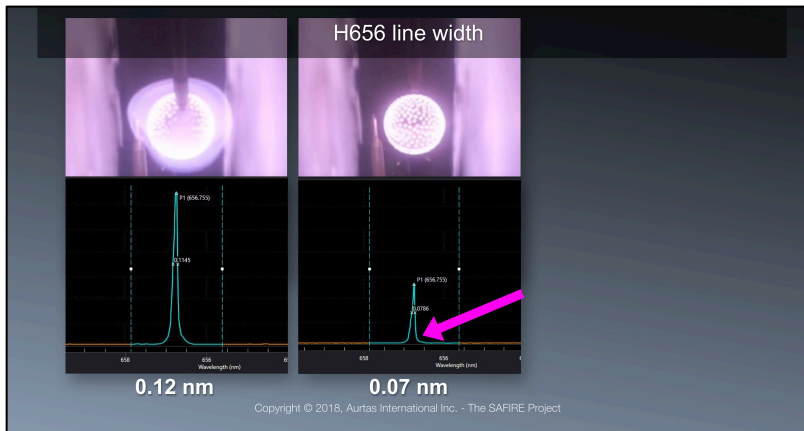 H656 line width
P1 (656.755)
0.1145
658
656
Wavelength (nm)
P1 (656.755)
0.0786
658
656
Wavelength (nm)
0.12 nm
0.07 nm
Copyright © 2018, Aurtas International Inc. - The SAFIRE Project